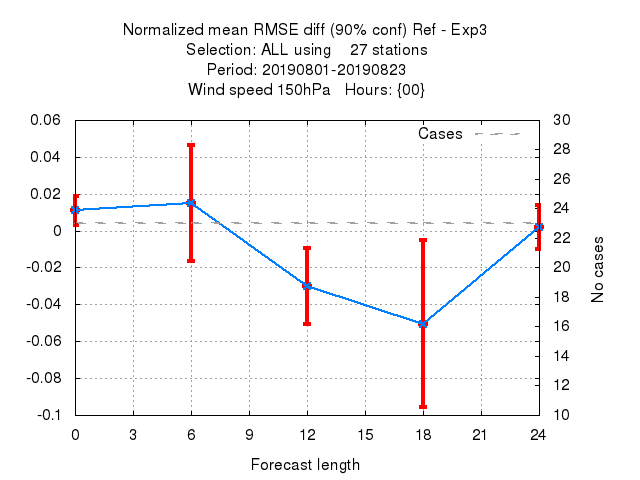 Normalized mean RMSE diff (90% conf) Ref - Exp3
Selection: ALL using    27 stations
Period: 20190801-20190823
Wind speed 150hPa   Hours: {00}
Cases
0.06
0.04
0.02
0
-0.02
-0.04
-0.06
-0.08
-0.1
30
28
26
24
22
20
18
16
14
12
10
No cases
0 3 6 9 12 15 18 21 24
Forecast length